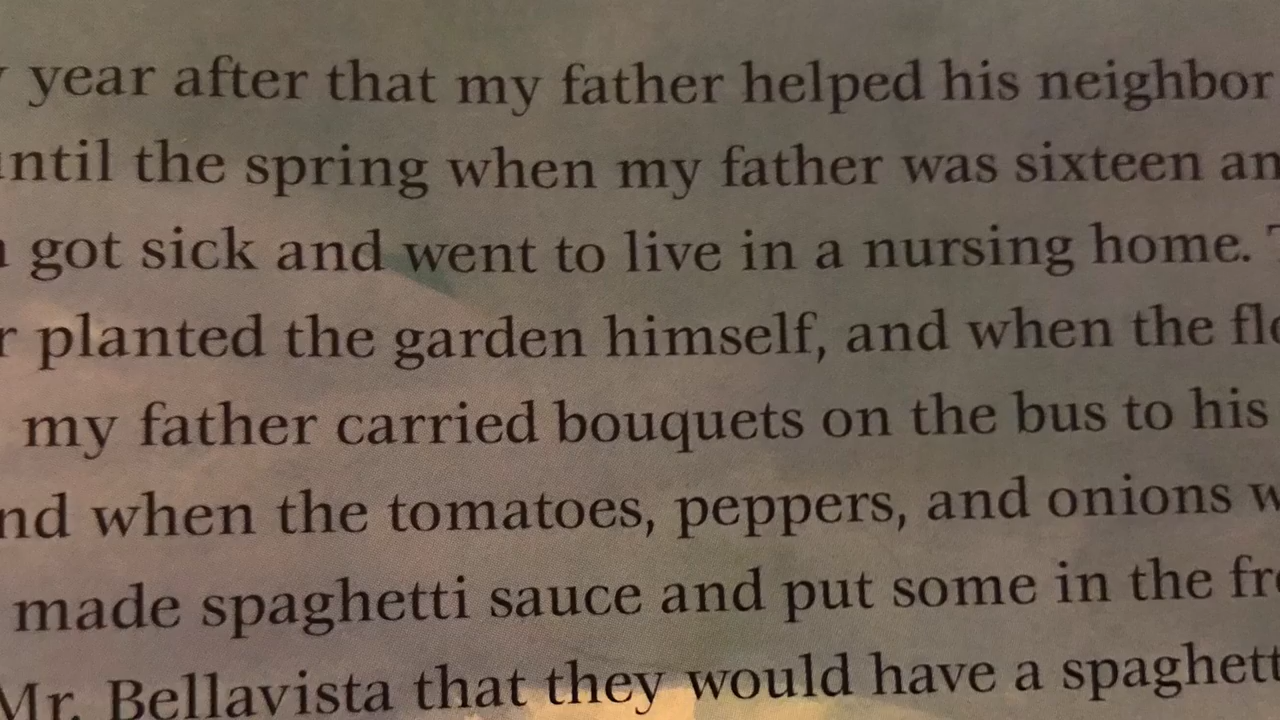 year after that my father helped his neighbor
until the spring when my father was sixteen an
got sick and went to live in a nursing home.
planted the garden himself, and when the flo
my father carried bouquets on the bus to his
nd when the tomatoes, peppers, and onions w
made spaghetti sauce and put some in the fre
Mr. Bellavista that they would have a spaghett